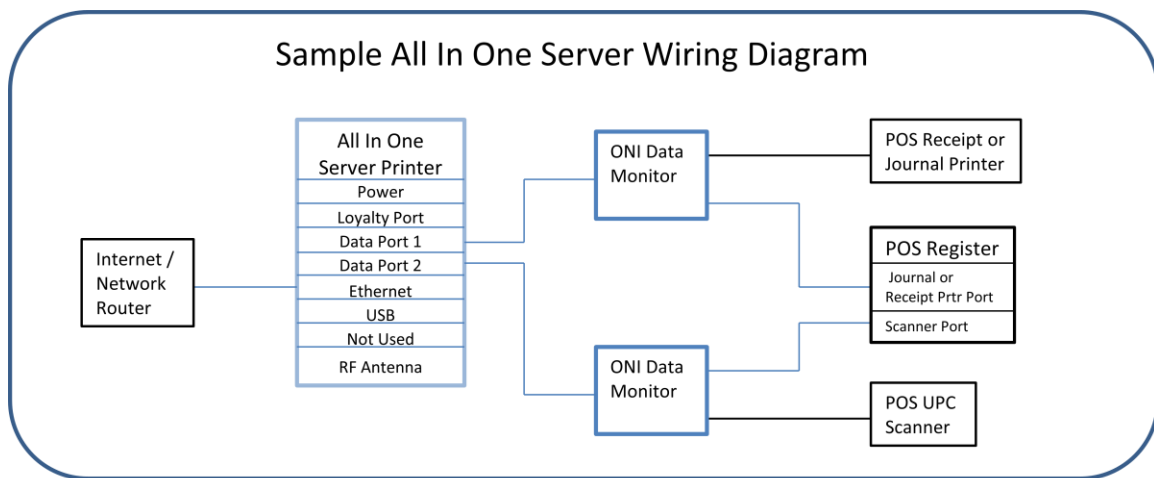 Sample All In One Server Wiring Diagram
Internet /
Network
Router
All In One
Server Printer
Power
Loyalty Port
Data Port 1
Data Port 2
Ethernet
USB
Not Used
RF Antenna
ONI Data
Monitor
ONI Data
Monitor
POS Receipt or
Journal Printer
POS Register
Journal or
Receipt Prtr Port
Scanner Port
POS UPC
Scanner